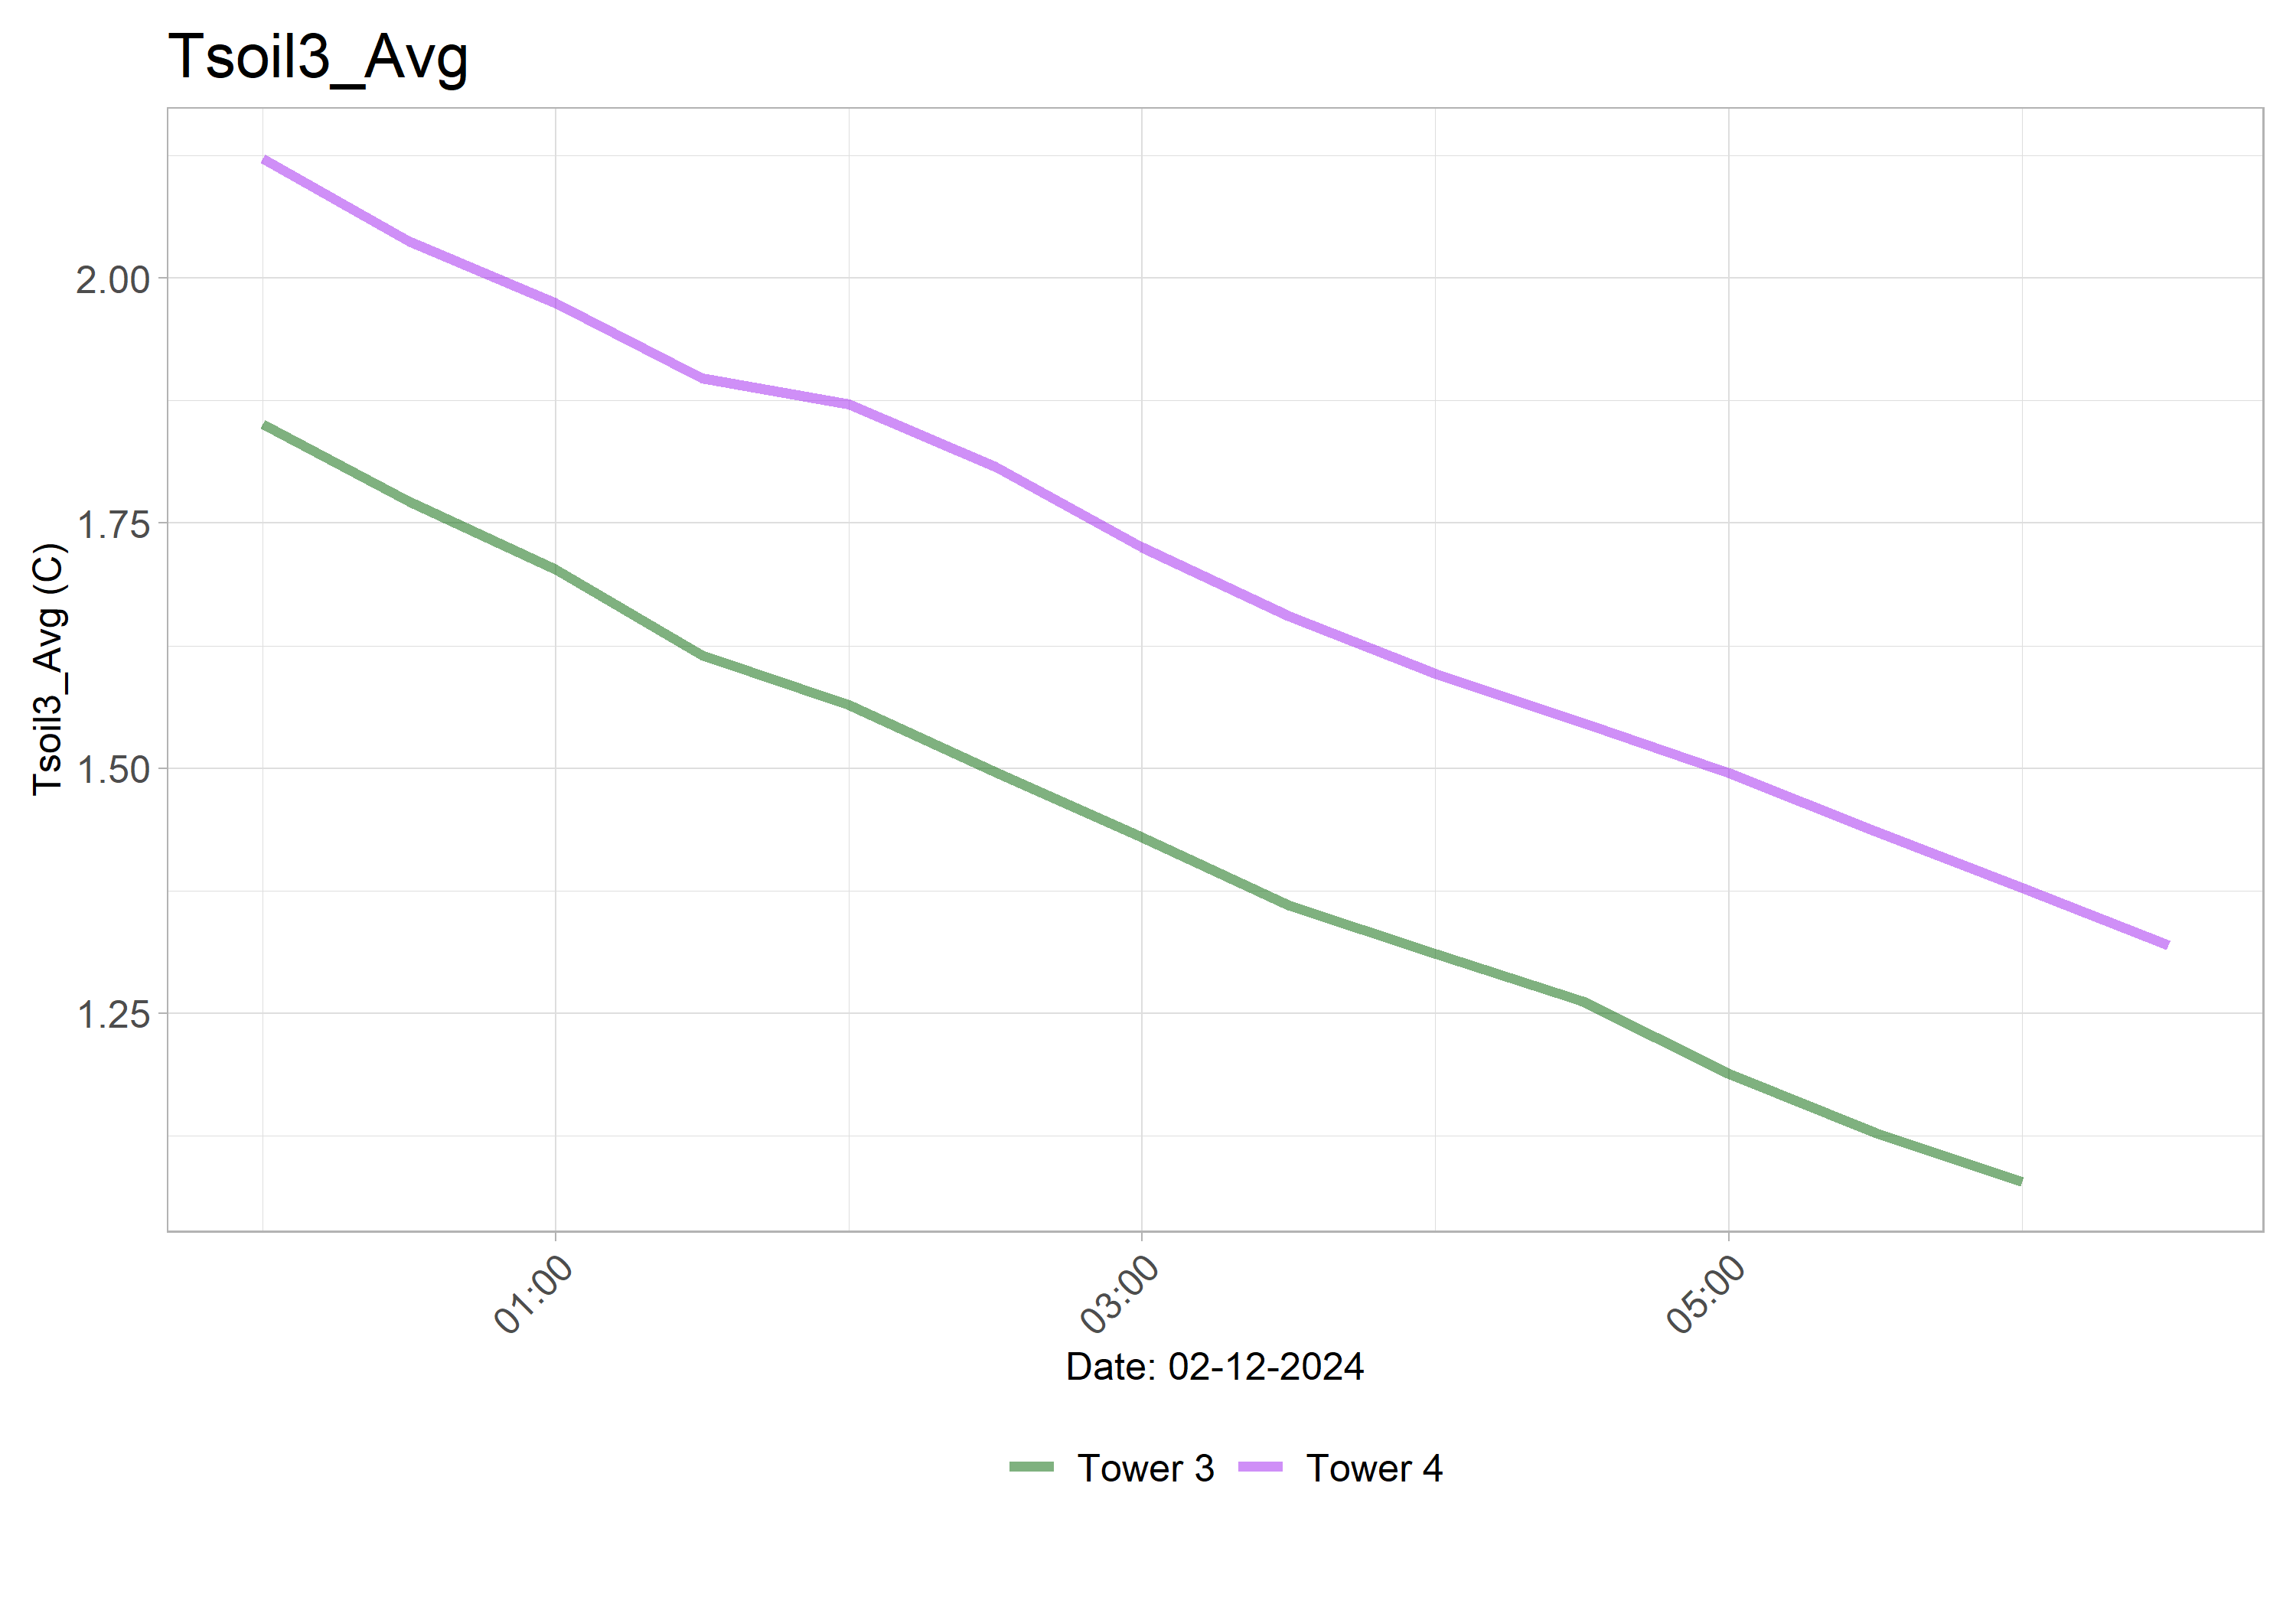 Tsoil3_Avg
Tsoil3_Avg (C)
2.00
1.75
1.50
1.25
01:00
03:00
05:00
Date: 02-12-2024
Tower 3
Tower 4